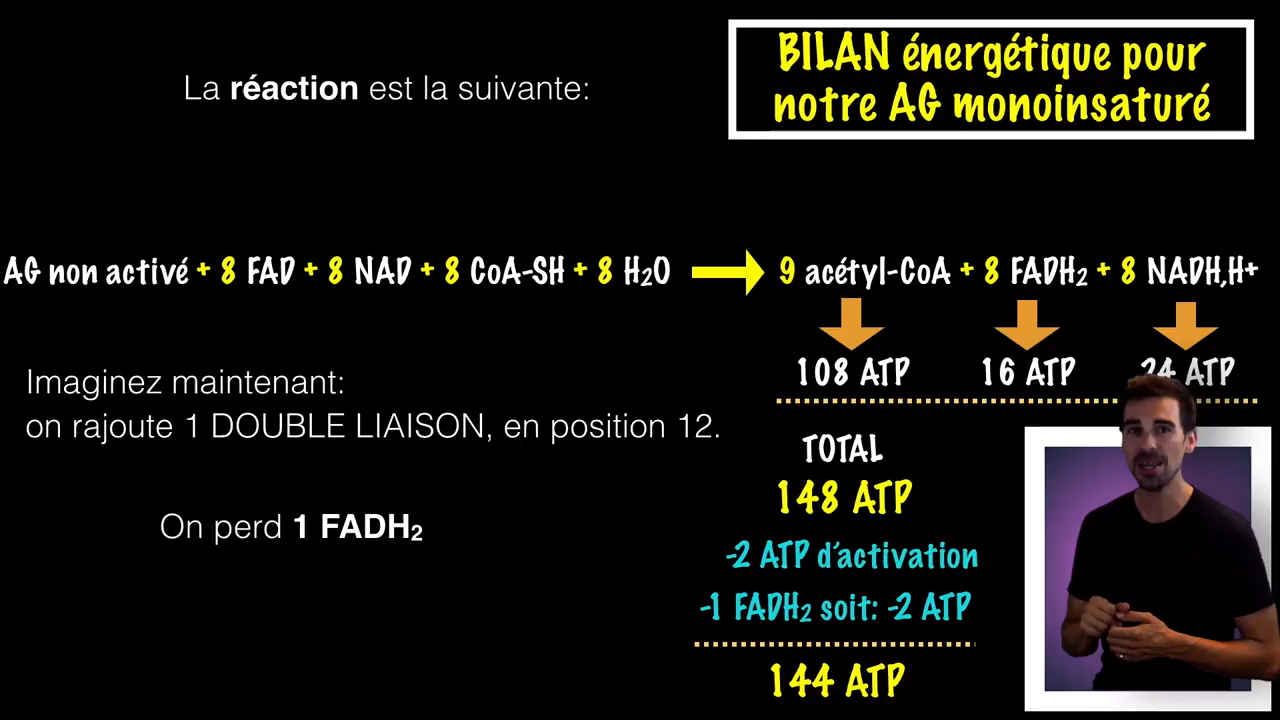 La réaction est la suivante:
BILAN énergétique pour
notre AG monoinsaturé
AG non activé + 8 FAD + 8 NAD + 8 CoA-SH + 8 H₂O 9 acétyl-CoA + 8 FADH₂ + 8 NADH,H+
108 ATP 16 ATP 24 ATP
Imaginez maintenant:
on rajoute 1 DOUBLE LIAISON, en position 12.
On perd 1 FADH₂
TOTAL
148 ATP
-2 ATP d'activation
-1 FADH₂ soit: -2 ATP
144 ATP